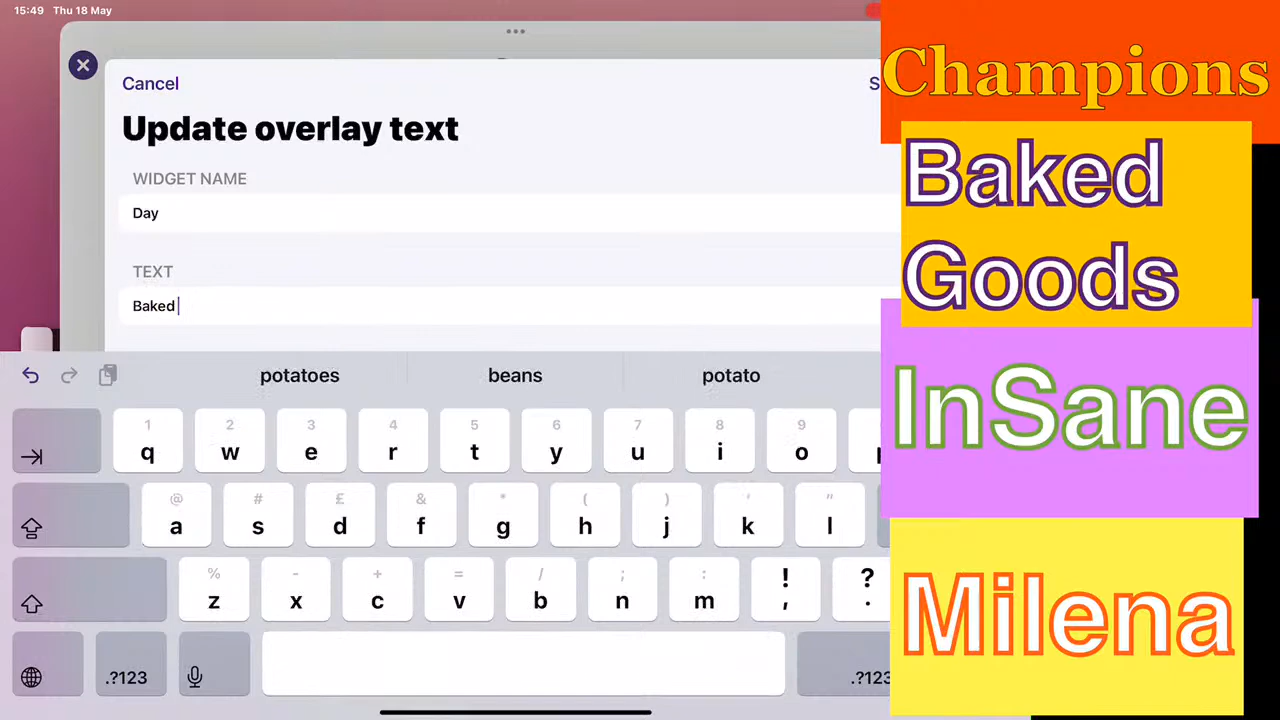 15:49 Thu 18 May
Cancel
S
Update overlay text
WIDGET NAME
Day
TEXT
Baked
potatoes beans potato
1 2 3 4 5 6 7 8 9
q w e r t y u i o
@ # £ & * ( ) ' "
a s d f g h j k l
% - + = / ; : ! ?
z x c v b n m , .
.?123 .?123
Champions
Baked
Goods
InSane
Milena